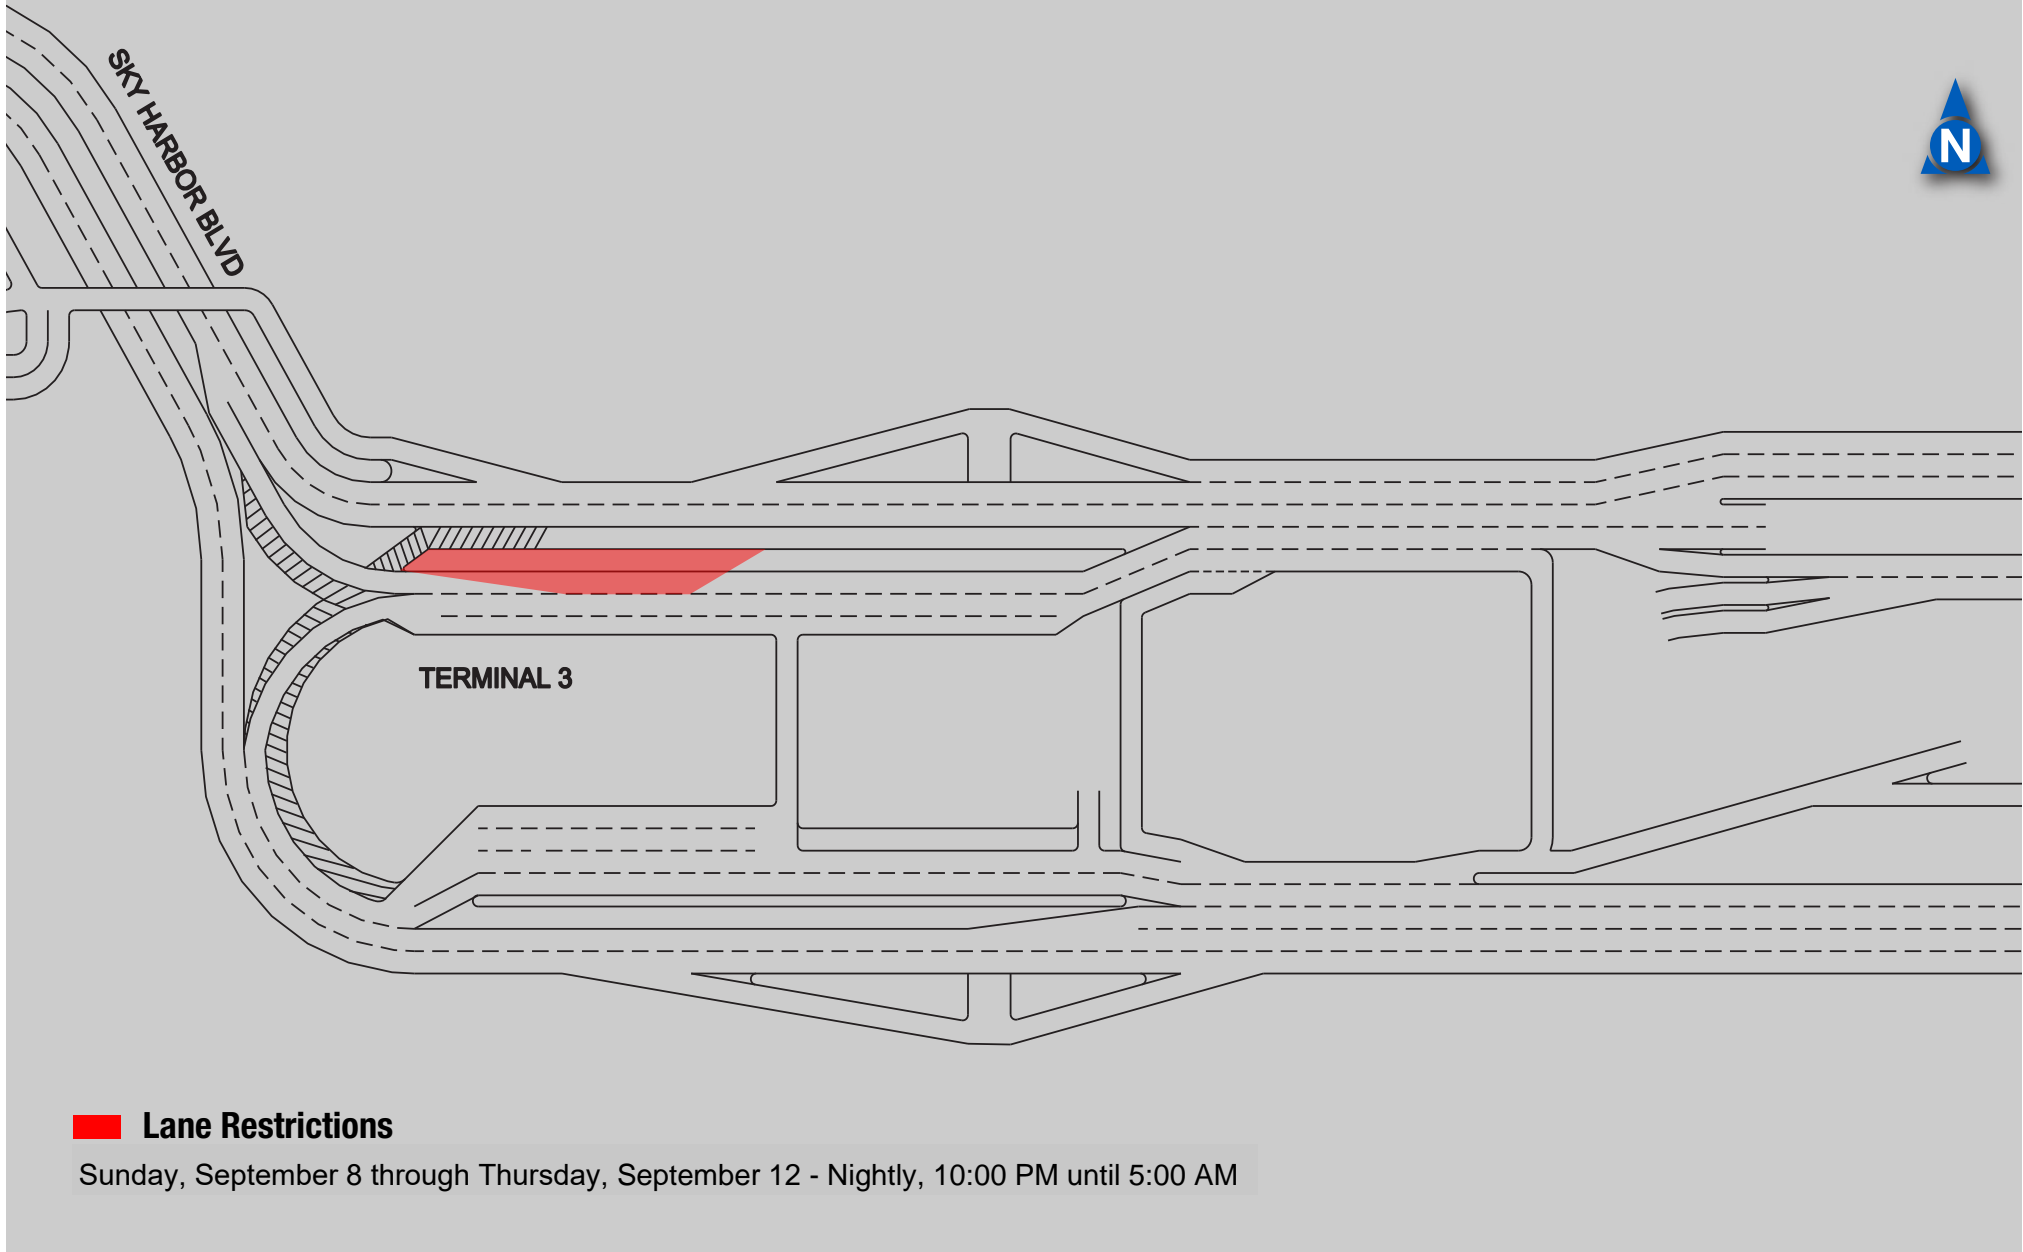 SKY HARBOR BLVD
N
TERMINAL 3
Lane Restrictions
Sunday, September 8 through Thursday, September 12 - Nightly, 10:00 PM until 5:00 AM